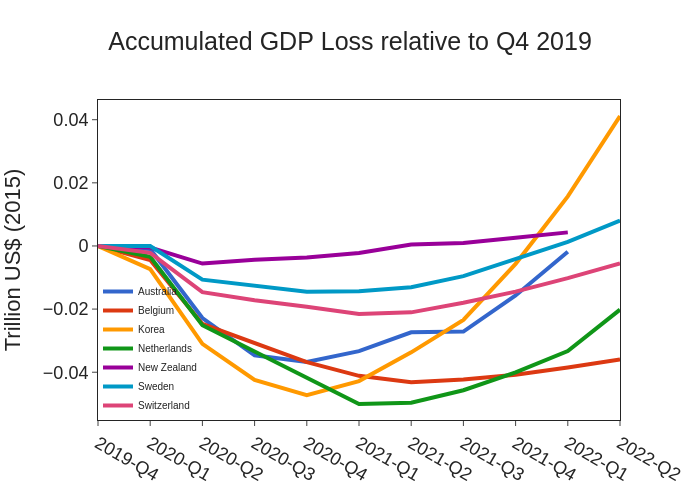 Accumulated GDP Loss relative to Q4 2019
Trillion US$ (2015)
0.04
0.02
0
−0.02
−0.04
Australia
Belgium
Korea
Netherlands
New Zealand
Sweden
Switzerland
2019-Q4
2020-Q1
2020-Q2
2020-Q3
2020-Q4
2021-Q1
2021-Q2
2021-Q3
2021-Q4
2022-Q1
2022-Q2